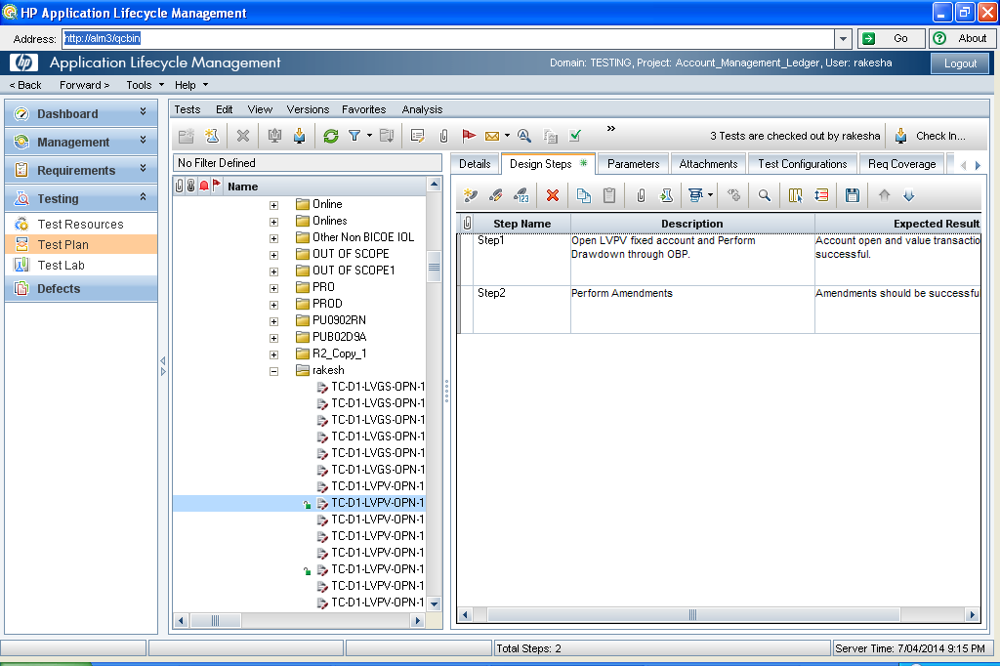 HP Application Lifecycle Management
Address: http://alm3/qcbin Go About
hp Application Lifecycle Management Domain: TESTING, Project: Account_Management_Ledger, User: rakesha Logout
< Back Forward > Tools Help
Dashboard
Management
Requirements
Testing
Test Resources
Test Plan
Test Lab
Defects
Tests Edit View Versions Favorites Analysis
3 Tests are checked out by rakesha Check In...
No Filter Defined
Name
Online
Onlines
Other Non BICOE IOL
OUT OF SCOPE
OUT OF SCOPE1
PRO
PROD
PU0902RN
PUB02D9A
R2_Copy_1
rakesh
TC-D1-LVGS-OPN-1
TC-D1-LVGS-OPN-1
TC-D1-LVGS-OPN-1
TC-D1-LVGS-OPN-1
TC-D1-LVGS-OPN-1
TC-D1-LVGS-OPN-1
TC-D1-LVPV-OPN-1
TC-D1-LVPV-OPN-1
TC-D1-LVPV-OPN-1
TC-D1-LVPV-OPN-1
TC-D1-LVPV-OPN-1
TC-D1-LVPV-OPN-1
TC-D1-LVPV-OPN-1
TC-D1-LVPV-OPN-1
Details Design Steps * Parameters Attachments Test Configurations Req Coverage
Step Name Description Expected Result
Step1 Open LVPV fixed account and Perform Account open and value transactio
Drawdown through OBP. successful.
Step2 Perform Amendments Amendments should be successfu
Total Steps: 2 Server Time: 7/04/2014 9:15 PM